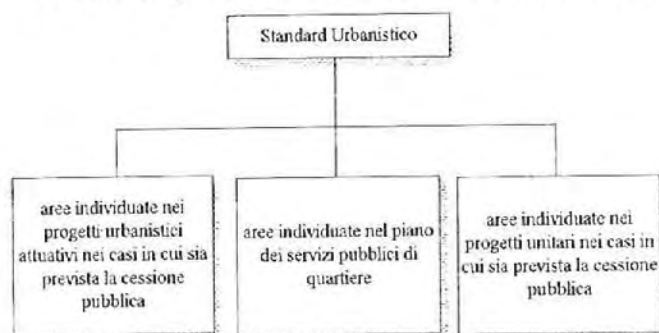 Standard Urbanistico
aree individuate nei
progetti urbanistici
attuativi nei casi in cui sia
prevista la cessione
pubblica
aree individuate nel piano
dei servizi pubblici di
quartiere
aree individuate nei
progetti unitari nei casi in
cui sia prevista la cessione
pubblica